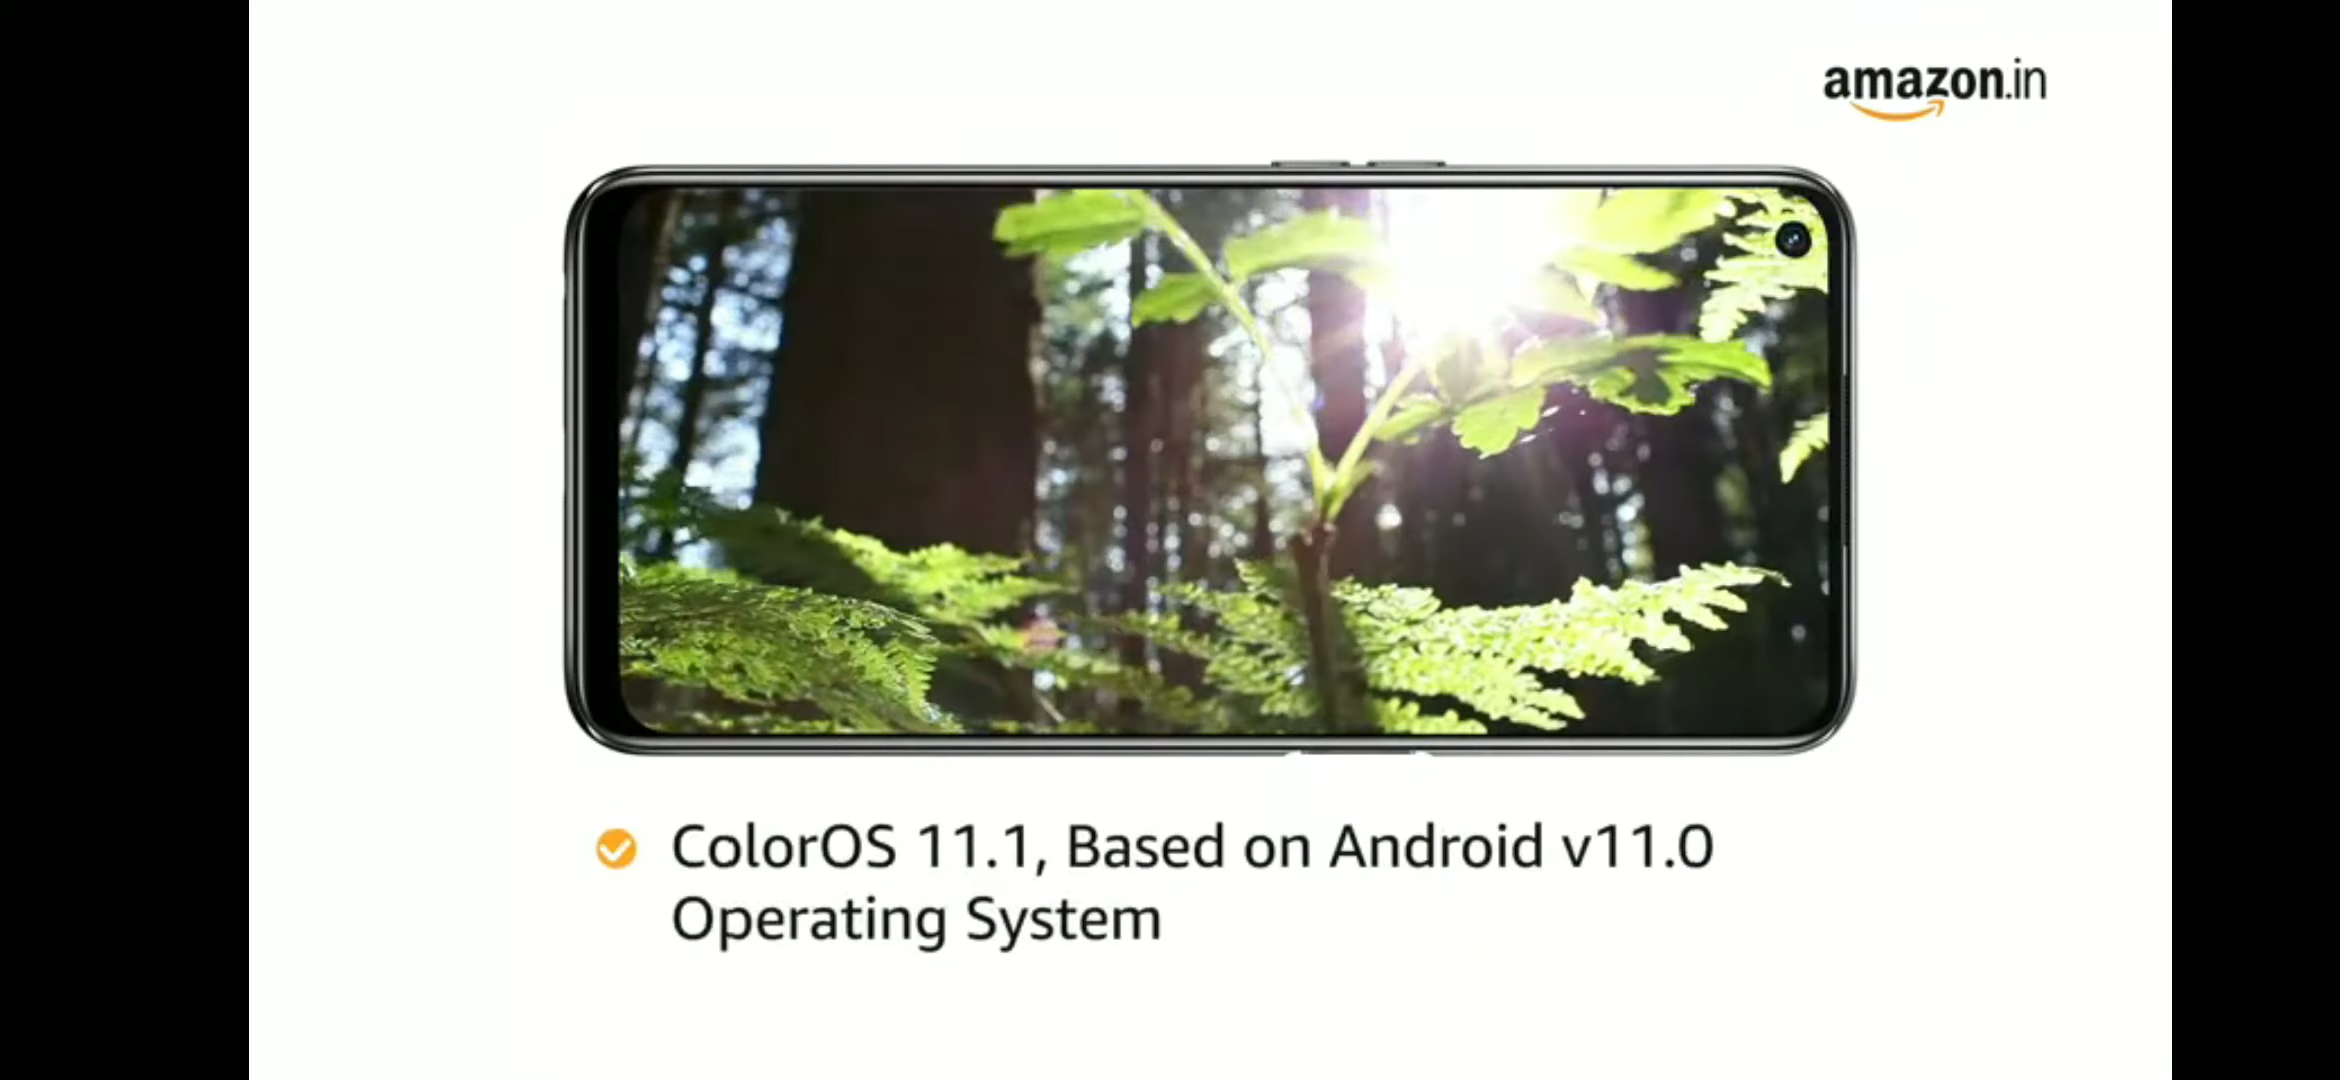 amazon.in
ColorOS 11.1, Based on Android v11.0
Operating System